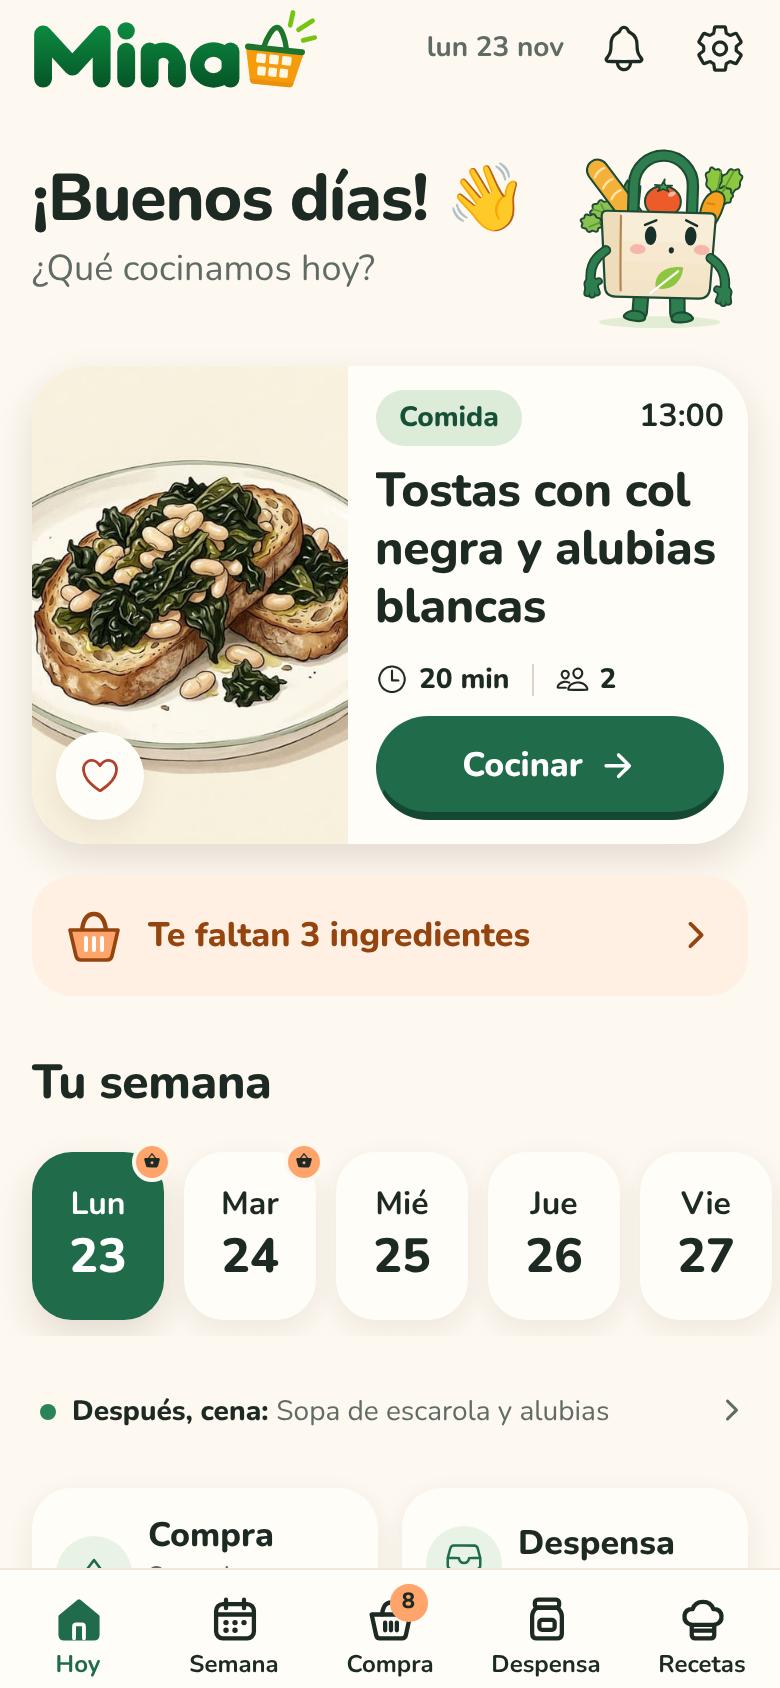 Mina
lun 23 nov
¡Buenos días! 👋
¿Qué cocinamos hoy?
Comida
13:00
Tostas con col
negra y alubias
blancas
20 min
2
Cocinar →
Te faltan 3 ingredientes
Tu semana
Lun
23
Mar
24
Mié
25
Jue
26
Vie
27
Después, cena: Sopa de escarola y alubias
Compra
Despensa
8
Hoy
Semana
Compra
Despensa
Recetas